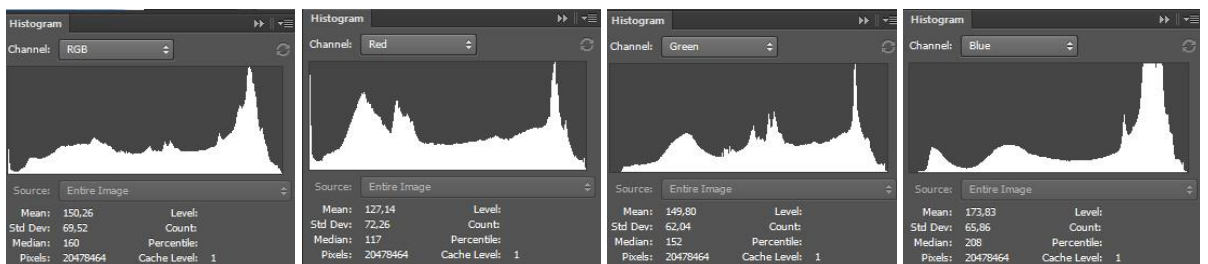 Histogram
Channel: RGB
Source: Entire Image
Mean: 150,26 Level:
Std Dev: 69,52 Count:
Median: 160 Percentile:
Pixels: 20478464 Cache Level: 1
Histogram
Channel: Red
Source: Entire Image
Mean: 127,14 Level:
Std Dev: 72,26 Count:
Median: 117 Percentile:
Pixels: 20478464 Cache Level: 1
Histogram
Channel: Green
Source: Entire Image
Mean: 149,80 Level:
Std Dev: 62,04 Count:
Median: 152 Percentile:
Pixels: 20478464 Cache Level: 1
Histogram
Channel: Blue
Source: Entire Image
Mean: 173,83 Level:
Std Dev: 65,86 Count:
Median: 208 Percentile:
Pixels: 20478464 Cache Level: 1